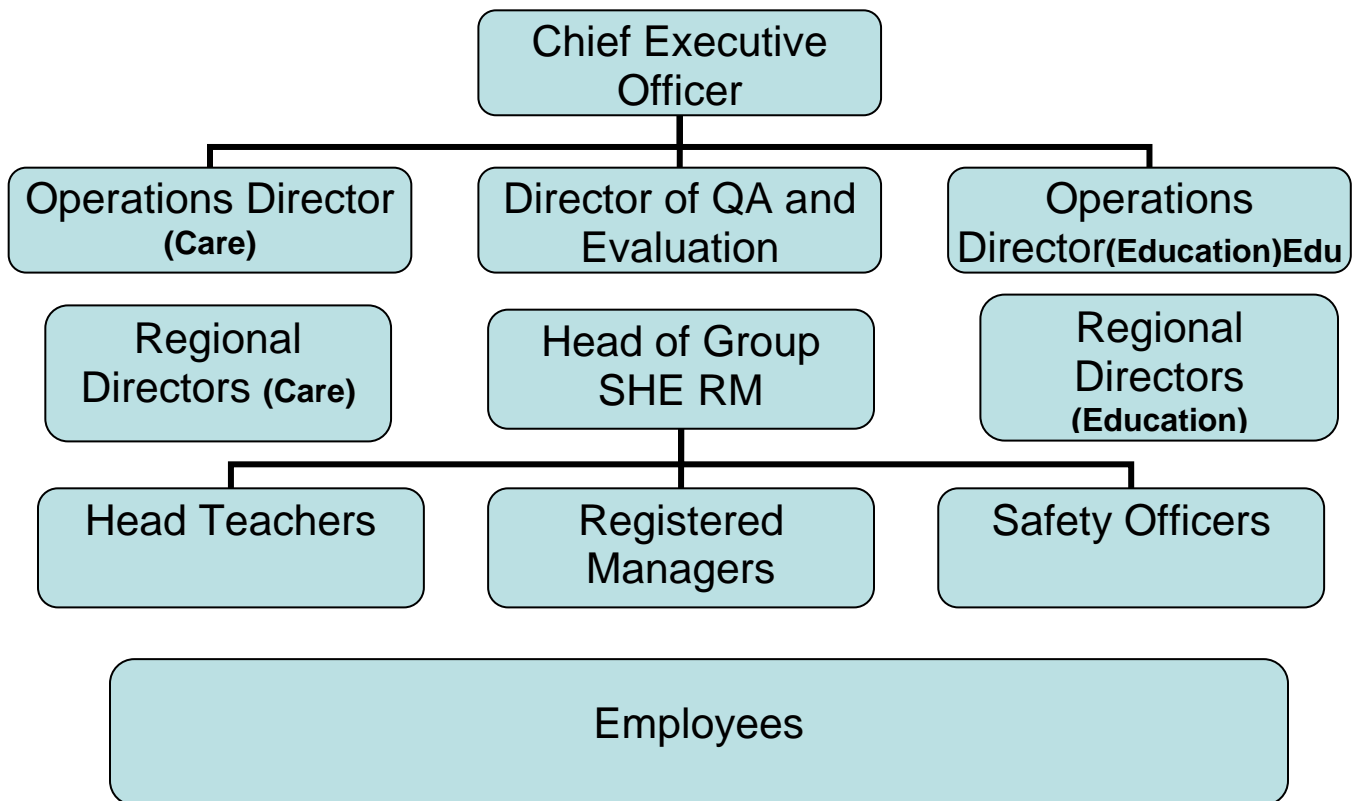 Chief Executive
Officer
Operations Director
(Care)
Director of QA and
Evaluation
Operations
Director(Education)Edu
Regional
Directors (Care)
Head of Group
SHE RM
Regional
Directors
(Education)
Head Teachers
Registered
Managers
Safety Officers
Employees